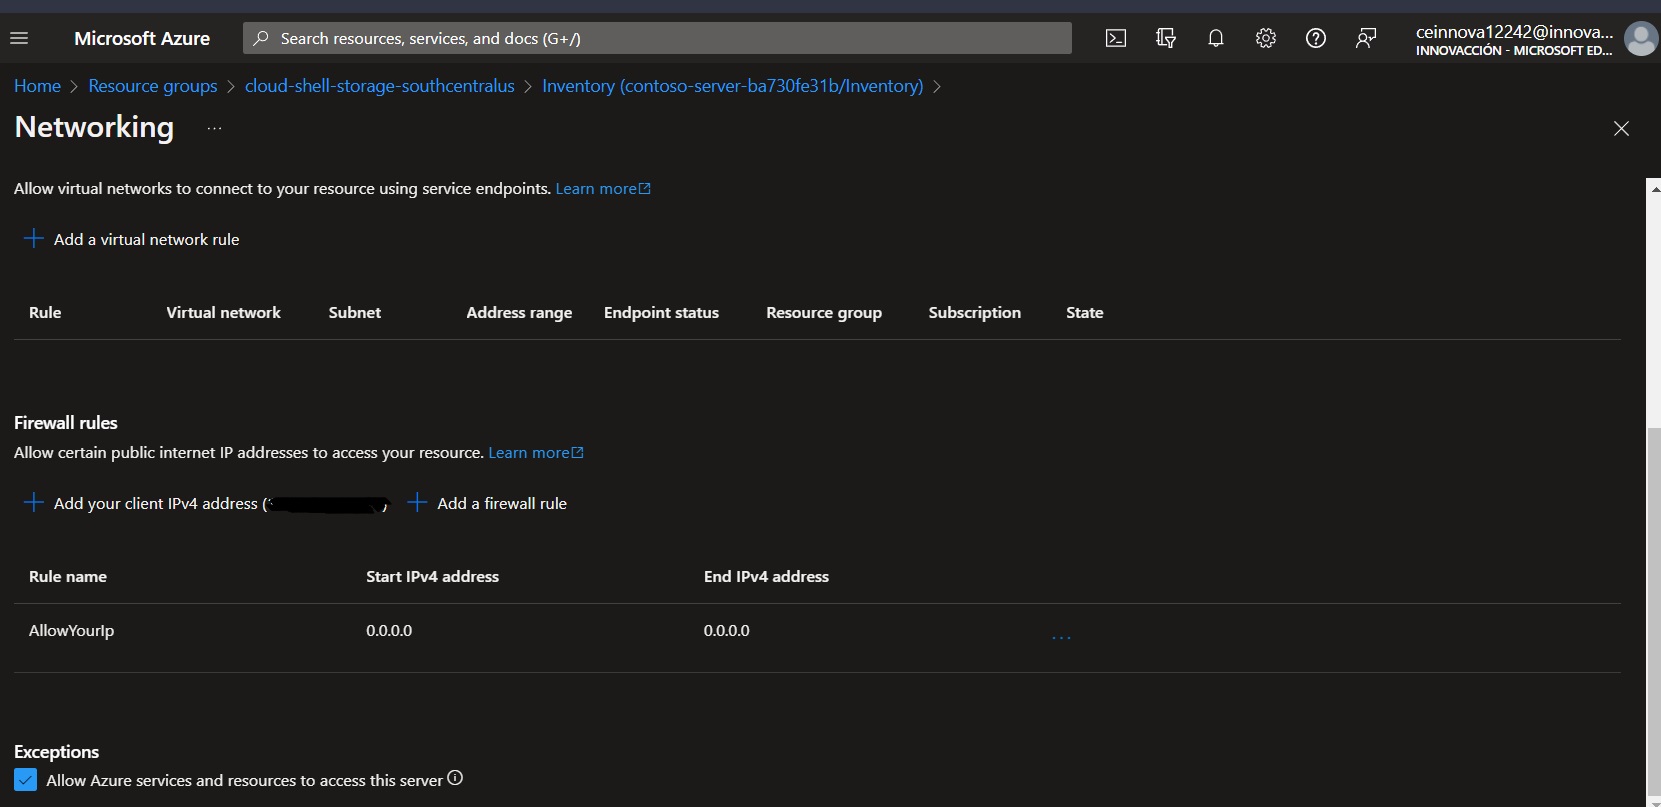 Microsoft Azure
Search resources, services, and docs (G+/)
ceinnova12242@innova...
INNOVACCIÓN - MICROSOFT ED...
Home > Resource groups > cloud-shell-storage-southcentralus > Inventory (contoso-server-ba730fe31b/Inventory) >
Networking ...
Allow virtual networks to connect to your resource using service endpoints. Learn more
+ Add a virtual network rule
Rule Virtual network Subnet Address range Endpoint status Resource group Subscription State
Firewall rules
Allow certain public internet IP addresses to access your resource. Learn more
+ Add your client IPv4 address ( ) + Add a firewall rule
Rule name Start IPv4 address End IPv4 address
AllowYourIp 0.0.0.0 0.0.0.0 ...
Exceptions
Allow Azure services and resources to access this server